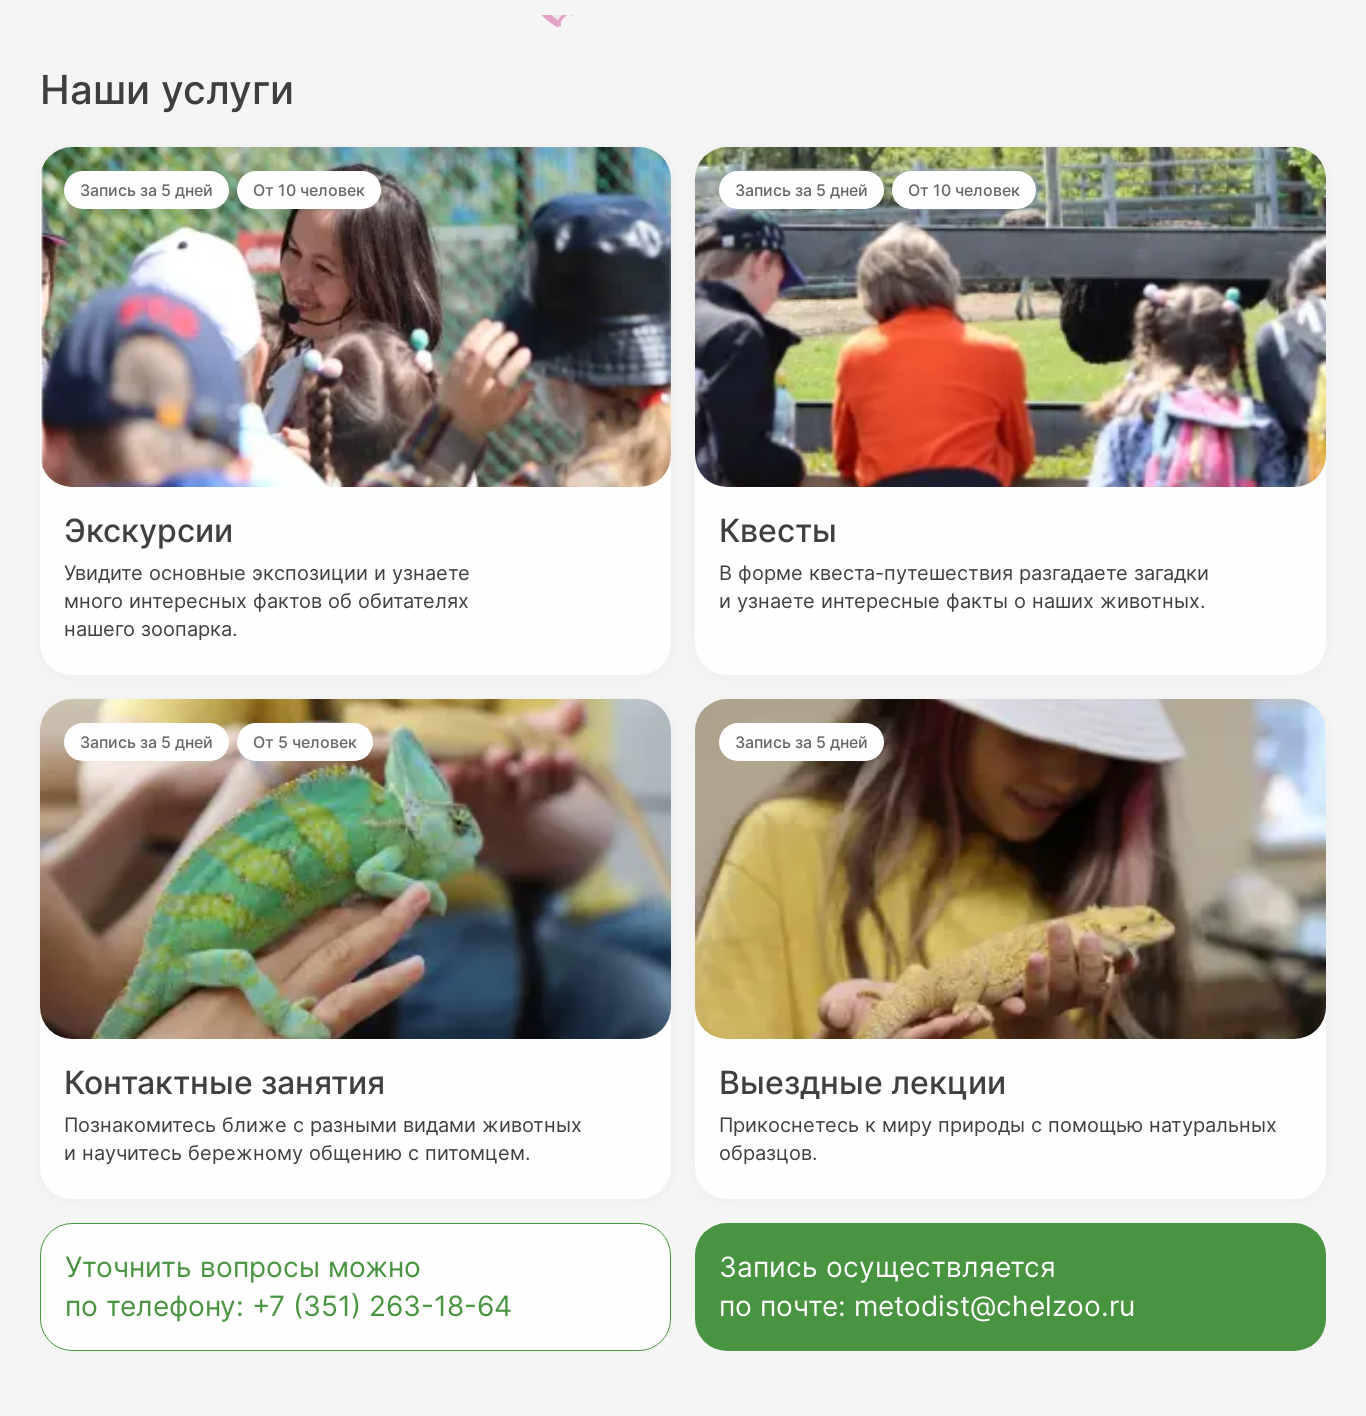 Наши услуги
Запись за 5 дней
От 10 человек
Экскурсии
Увидите основные экспозиции и узнаете
много интересных фактов об обитателях
нашего зоопарка.
Запись за 5 дней
От 10 человек
Квесты
В форме квеста-путешествия разгадаете загадки
и узнаете интересные факты о наших животных.
Запись за 5 дней
От 5 человек
Контактные занятия
Познакомитесь ближе с разными видами животных
и научитесь бережному общению с питомцем.
Запись за 5 дней
Выездные лекции
Прикоснетесь к миру природы с помощью натуральных
образцов.
Уточнить вопросы можно
по телефону: +7 (351) 263-18-64
Запись осуществляется
по почте: metodist@chelzoo.ru